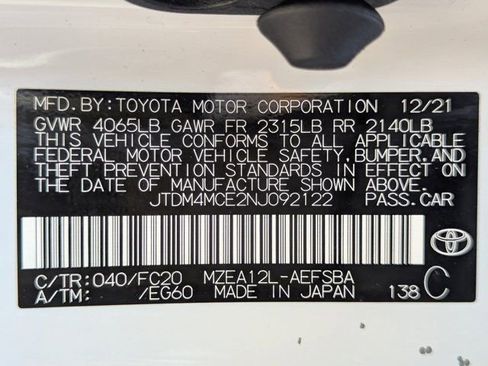 MFD.BY:TOYOTA MOTOR CORPORATION 12/21
GVWR 4065LB GAWR FR 2315LB RR 2140LB
THIS VEHICLE CONFORMS TO ALL APPLICABLE
FEDERAL MOTOR VEHICLE SAFETY,BUMPER,AND
THEFT PREVENTION STANDARDS IN EFFECT ON
THE DATE OF MANUFACTURE SHOWN ABOVE.
JTDM4MCE2NJ092122 PASS.CAR
TOYOTA
C/TR:040/FC20 MZEA12L-AEFSBA
A/TM: /EG60 MADE IN JAPAN 138 C